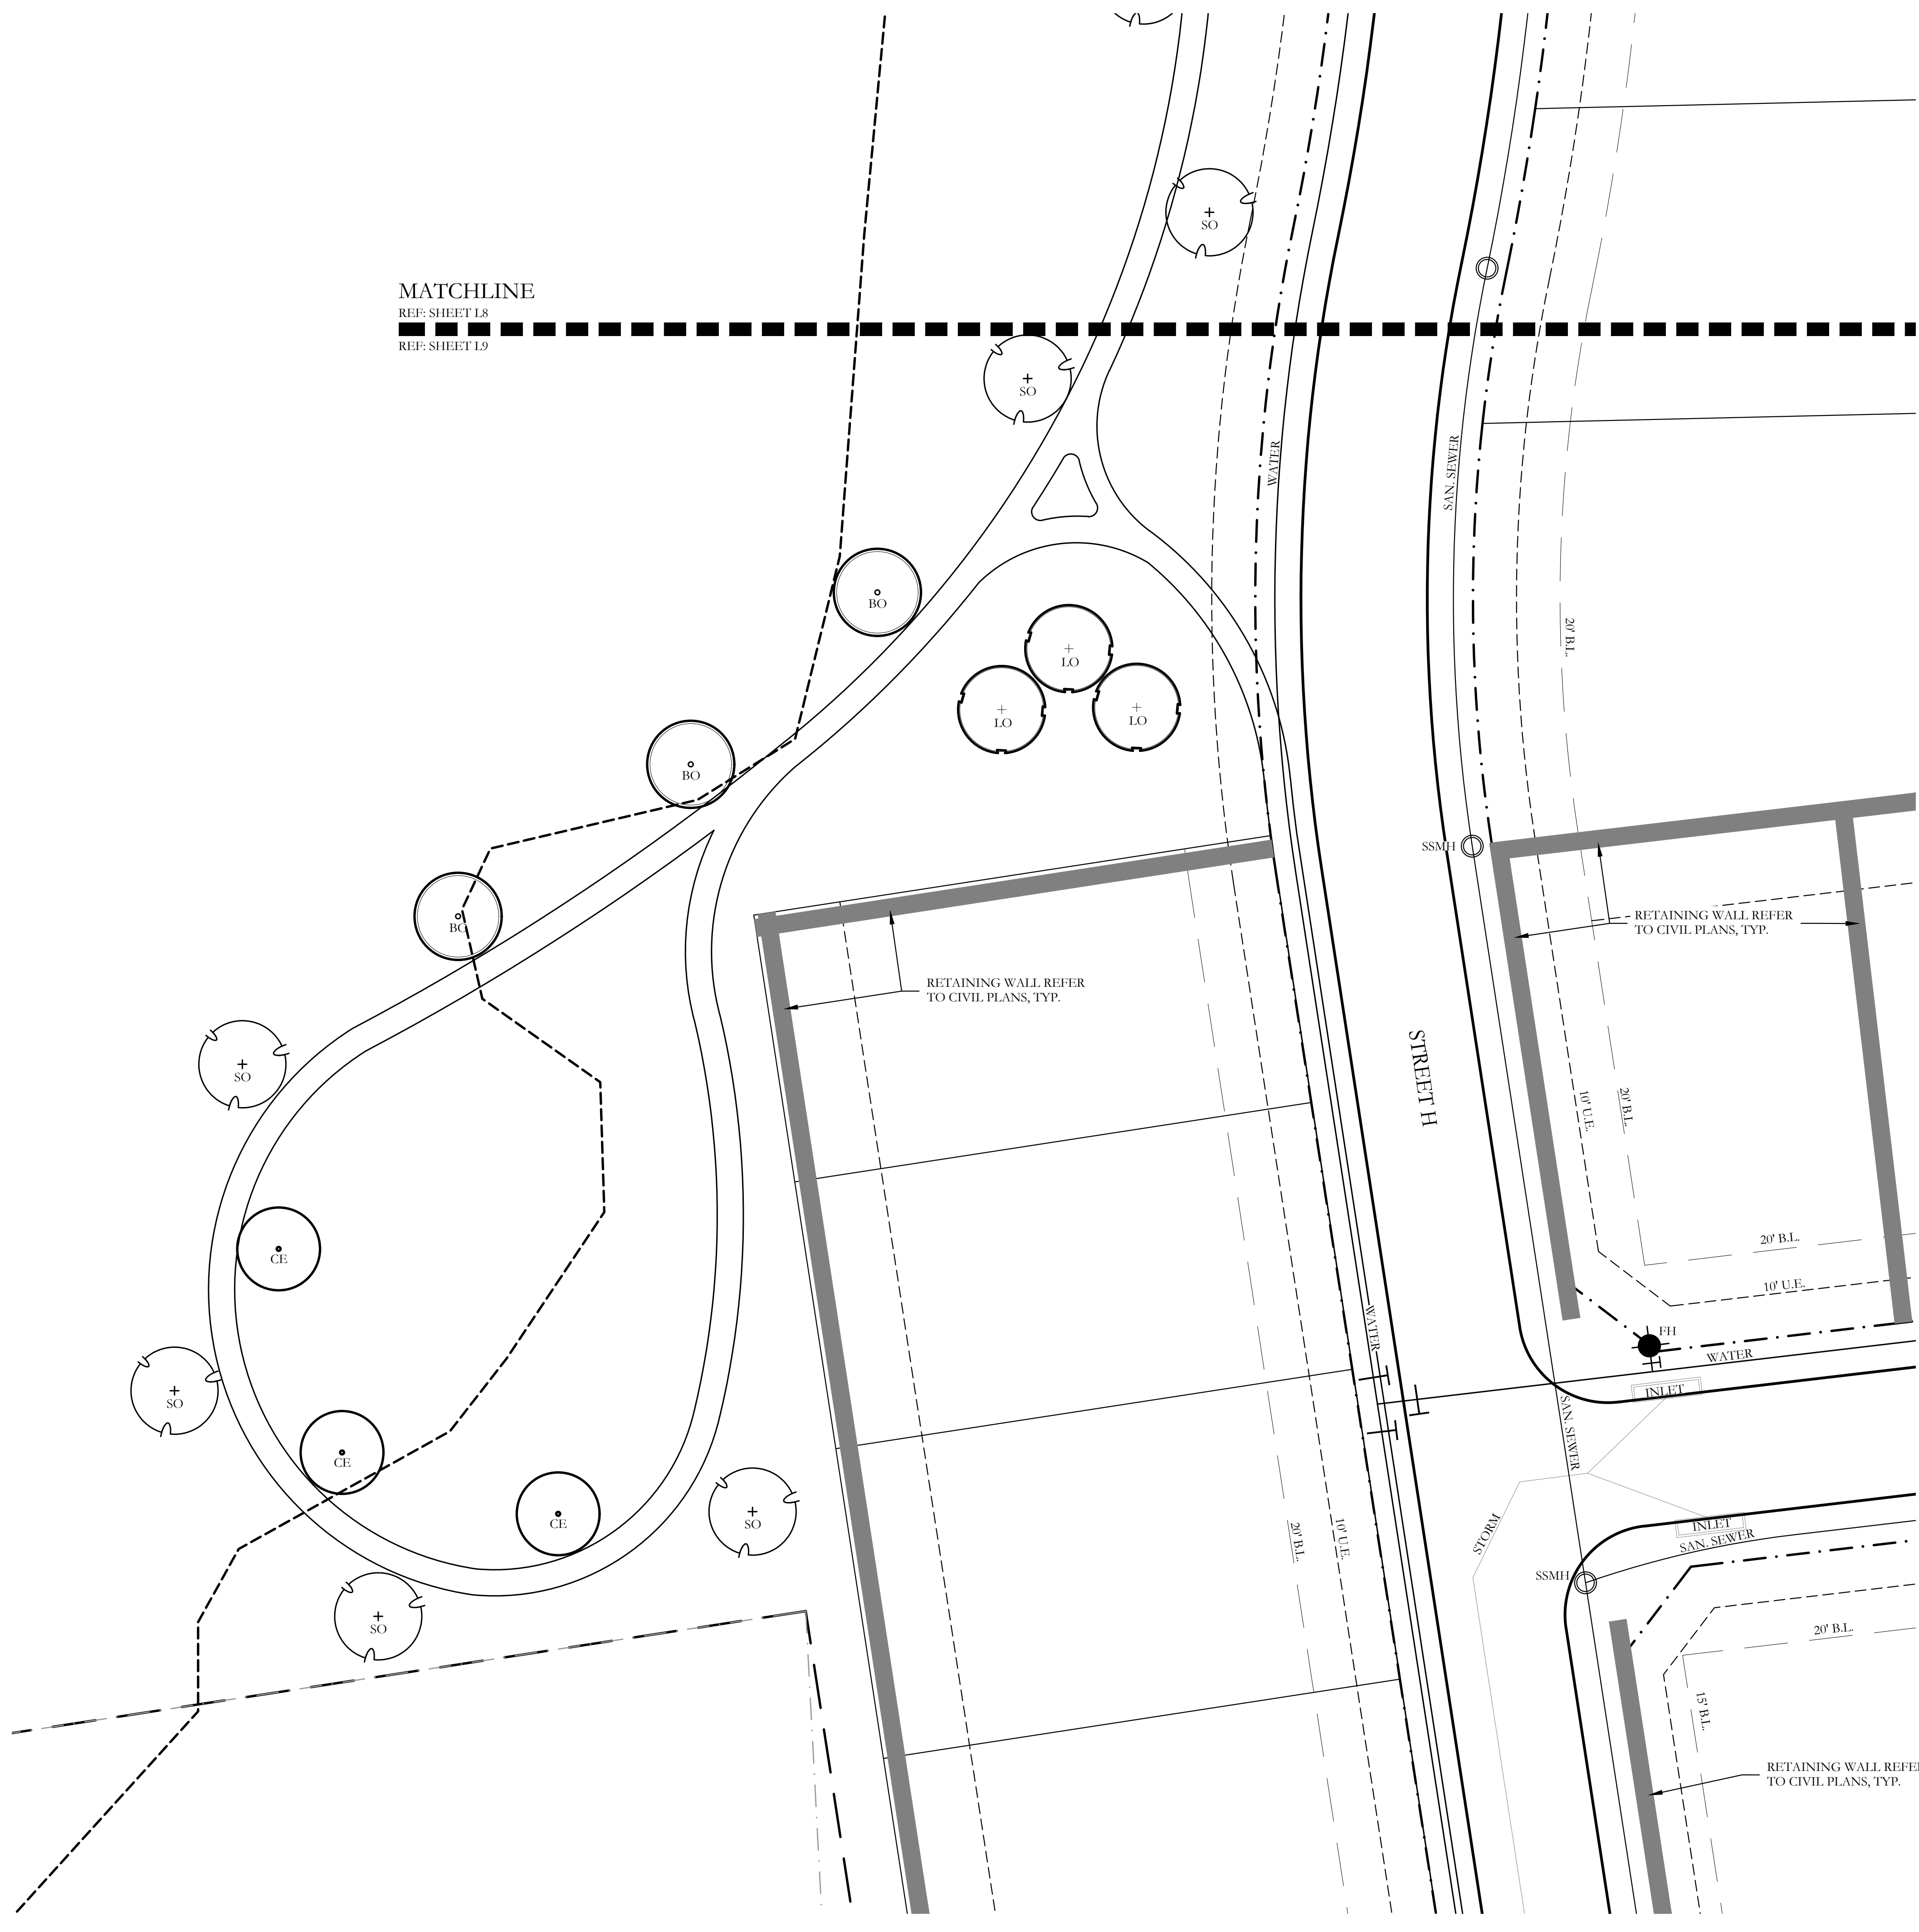 SO
MATCHLINE
REF: SHEET L8
REF: SHEET L9
SO
WATER
SAN. SEWER
BO
20' B.L.
LO
LO
LO
BO
SSMH
BO
RETAINING WALL REFER
TO CIVIL PLANS, TYP.
RETAINING WALL REFER
TO CIVIL PLANS, TYP.
STREET H
SO
10' U.E.
20' B.L.
CE
20' B.L.
10' U.E.
FH
WATER
WATER
INLET
SO
SAN. SEWER
CE
CE
SO
20' B.L.
10' U.E.
STORM
INLET
SAN. SEWER
SSMH
SO
20' B.L.
15' B.L.
RETAINING WALL REFE
TO CIVIL PLANS, TYP.